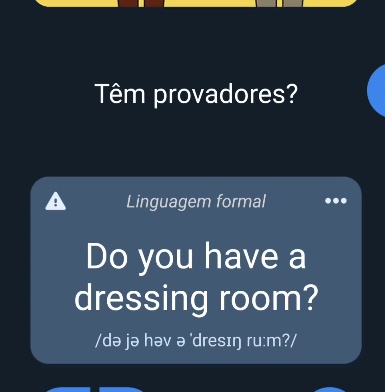 Têm provadores?
Linguagem formal
Do you have a
dressing room?
/də jə həv ə ˈdresɪŋ ruːm?/